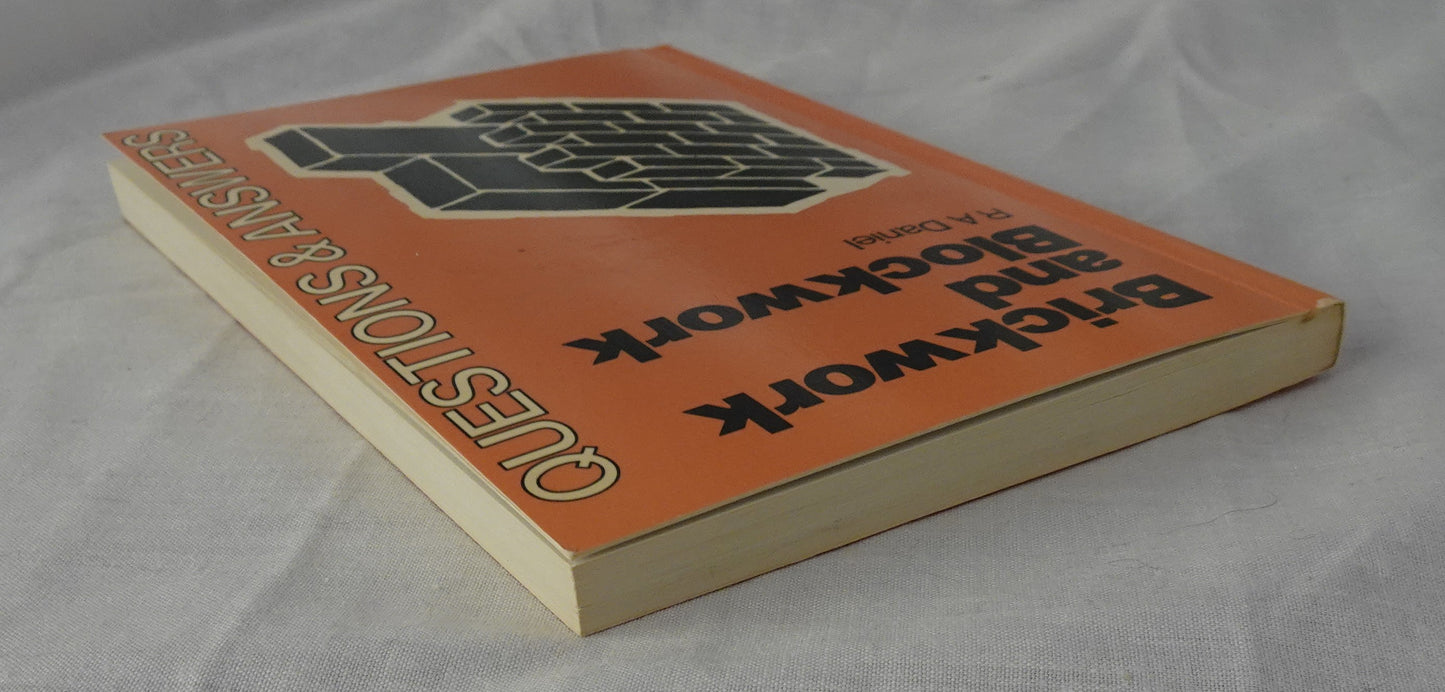 Brickwork
and
Blockwork
R A Daniel
QUESTIONS & ANSWERS